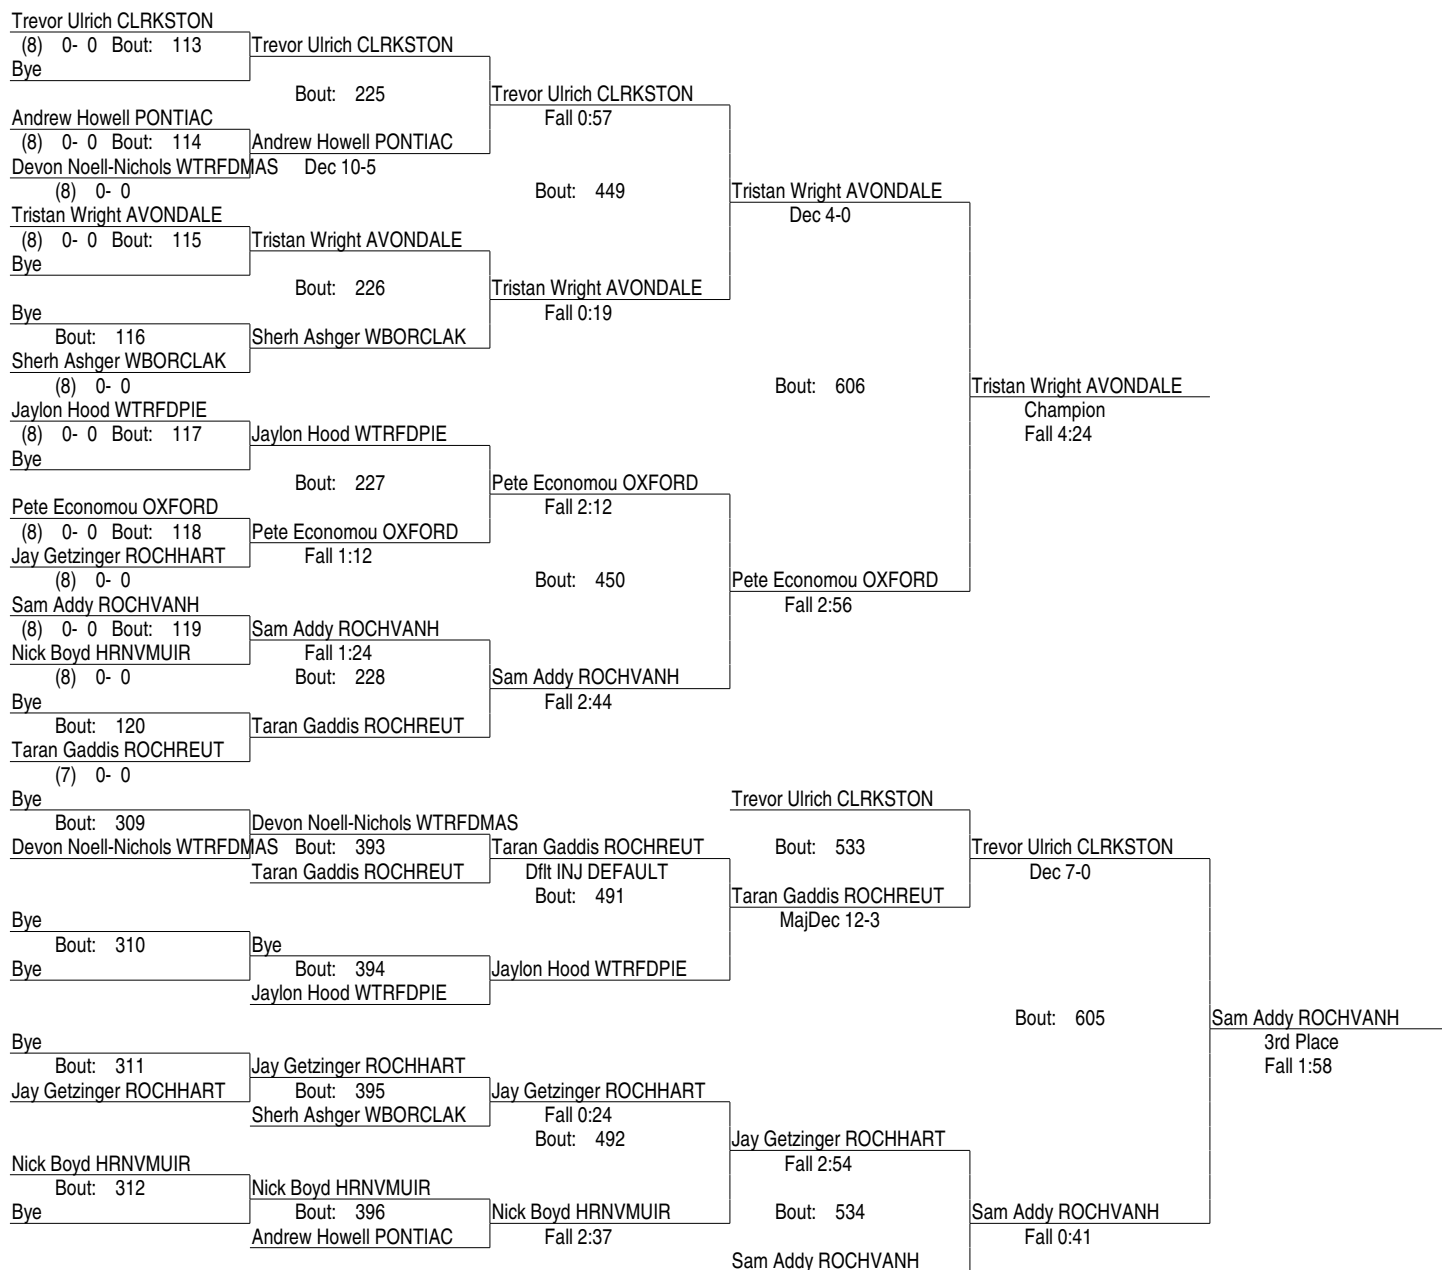 Trevor Ulrich CLRKSTON
(8) 0- 0 Bout: 113 Trevor Ulrich CLRKSTON
Bye
Bout: 225 Trevor Ulrich CLRKSTON
Andrew Howell PONTIAC Fall 0:57
(8) 0- 0 Bout: 114 Andrew Howell PONTIAC
Devon Noell-Nichols WTRFDMAS Dec 10-5
(8) 0- 0 Bout: 449 Tristan Wright AVONDALE
Tristan Wright AVONDALE Dec 4-0
(8) 0- 0 Bout: 115 Tristan Wright AVONDALE
Bye
Bout: 226 Tristan Wright AVONDALE
Bye Fall 0:19
Bout: 116 Sherh Ashger WBORCLAK
Sherh Ashger WBORCLAK
(8) 0- 0 Bout: 606 Tristan Wright AVONDALE
Jaylon Hood WTRFDPIE Champion
(8) 0- 0 Bout: 117 Jaylon Hood WTRFDPIE Fall 4:24
Bye
Bout: 227 Pete Economou OXFORD
Pete Economou OXFORD Fall 2:12
(8) 0- 0 Bout: 118 Pete Economou OXFORD
Jay Getzinger ROCHHART Fall 1:12
(8) 0- 0 Bout: 450 Pete Economou OXFORD
Sam Addy ROCHVANH Fall 2:56
(8) 0- 0 Bout: 119 Sam Addy ROCHVANH
Nick Boyd HRNVMUIR Fall 1:24
(8) 0- 0 Bout: 228 Sam Addy ROCHVANH
Bye Fall 2:44
Bout: 120 Taran Gaddis ROCHREUT
Taran Gaddis ROCHREUT
(7) 0- 0
Bye Trevor Ulrich CLRKSTON
Bout: 309 Devon Noell-Nichols WTRFDMAS
Devon Noell-Nichols WTRFDMAS Bout: 393 Taran Gaddis ROCHREUT Bout: 533 Trevor Ulrich CLRKSTON
Taran Gaddis ROCHREUT Dflt INJ DEFAULT Dec 7-0
Bout: 491 Taran Gaddis ROCHREUT
Bye MajDec 12-3
Bout: 310 Bye
Bye Bout: 394 Jaylon Hood WTRFDPIE
Jaylon Hood WTRFDPIE
Bout: 605 Sam Addy ROCHVANH
Bye 3rd Place
Bout: 311 Jay Getzinger ROCHHART Fall 1:58
Jay Getzinger ROCHHART Bout: 395 Jay Getzinger ROCHHART
Sherh Ashger WBORCLAK Fall 0:24
Bout: 492 Jay Getzinger ROCHHART
Nick Boyd HRNVMUIR Fall 2:54
Bout: 312 Nick Boyd HRNVMUIR
Bye Bout: 396 Nick Boyd HRNVMUIR Bout: 534 Sam Addy ROCHVANH
Andrew Howell PONTIAC Fall 2:37 Fall 0:41
Sam Addy ROCHVANH